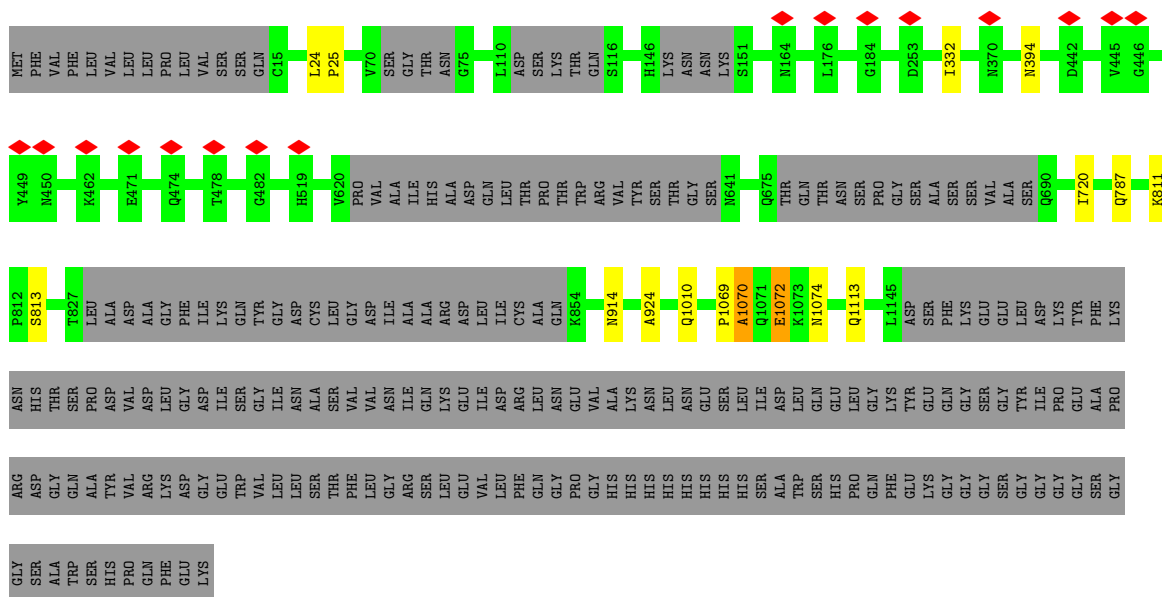 MET PHE VAL PHE LEU VAL LEU LEU PRO LEU VAL SER SER GLN C15 L24 P25 V70 SER GLY THR ASN G75 L110 ASP SER LYS THR GLN S116 H146 LYS ASN ASN LYS S151 N164 L176 G184 D253 I332 N370 N394 D442 V445 G446
Y449 N450 K462 E471 Q474 T478 G482 H519 V620 PRO VAL ALA ILE HIS ALA ASP GLN LEU THR PRO THR TRP ARG VAL TYR SER THR GLY SER N641 Q675 THR GLN THR ASN SER PRO GLY SER ALA SER SER VAL ALA SER Q690 I720 Q787 K811
P812 S813 T827 LEU ALA ASP ALA GLY PHE ILE LYS GLN TYR GLY ASP CYS LEU GLY ASP ILE ALA ALA ARG ASP LEU ILE CYS ALA GLN K854 N914 A924 Q1010 P1069 A1070 Q1071 E1072 K1073 N1074 Q1113 L1145 ASP SER PHE LYS GLU GLU LEU ASP LYS TYR PHE LYS
ASN HIS THR SER PRO ASP VAL ASP LEU GLY ASP ILE SER GLY ILE ASN ALA SER VAL VAL ASN ILE GLN LYS GLU ILE ASP ARG LEU ASN GLU VAL ALA LYS ASN LEU ASN GLU SER LEU ILE ASP LEU GLN GLU LEU GLY LYS TYR GLU GLN GLY SER GLY TYR ILE PRO GLU ALA PRO
ARG ASP GLY GLN ALA TYR VAL ARG LYS ASP GLY GLU TRP VAL LEU LEU SER THR PHE LEU GLY ARG SER LEU GLU VAL LEU PHE GLN GLY PRO GLY HIS HIS HIS HIS HIS HIS HIS HIS SER ALA TRP SER HIS PRO GLN PHE GLU LYS GLY GLY GLY SER GLY GLY GLY GLY SER GLY
GLY SER ALA TRP SER HIS PRO GLN PHE GLU LYS